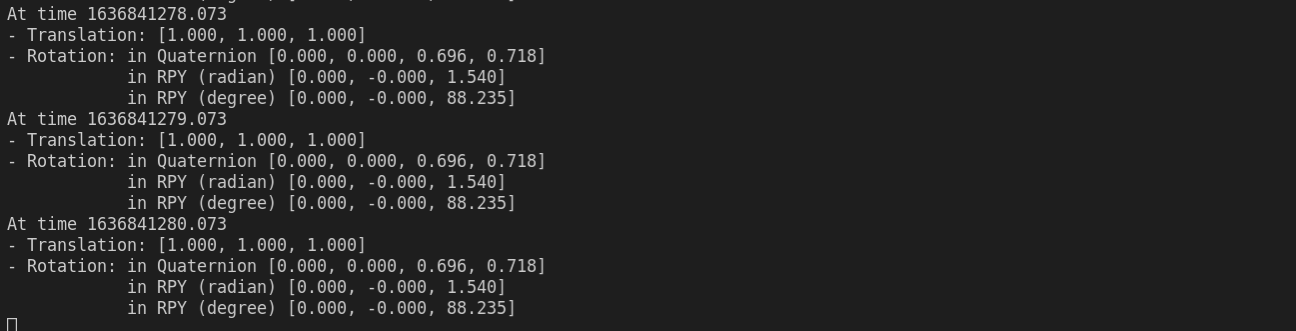 At time 1636841278.073
- Translation: [1.000, 1.000, 1.000]
- Rotation: in Quaternion [0.000, 0.000, 0.696, 0.718]
            in RPY (radian) [0.000, -0.000, 1.540]
            in RPY (degree) [0.000, -0.000, 88.235]
At time 1636841279.073
- Translation: [1.000, 1.000, 1.000]
- Rotation: in Quaternion [0.000, 0.000, 0.696, 0.718]
            in RPY (radian) [0.000, -0.000, 1.540]
            in RPY (degree) [0.000, -0.000, 88.235]
At time 1636841280.073
- Translation: [1.000, 1.000, 1.000]
- Rotation: in Quaternion [0.000, 0.000, 0.696, 0.718]
            in RPY (radian) [0.000, -0.000, 1.540]
            in RPY (degree) [0.000, -0.000, 88.235]